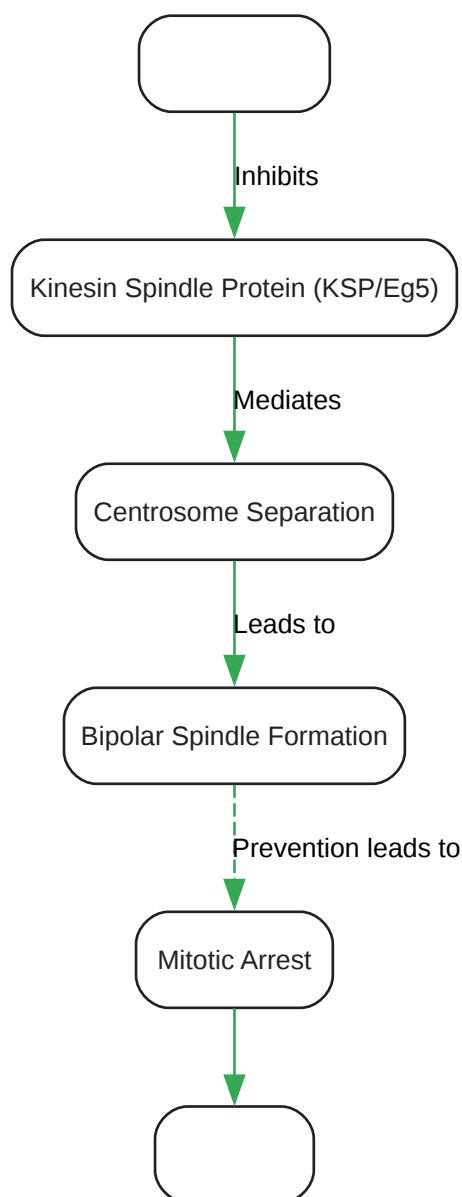 Inhibits
Kinesin Spindle Protein (KSP/Eg5)
Mediates
Centrosome Separation
Leads to
Bipolar Spindle Formation
Prevention leads to
Mitotic Arrest